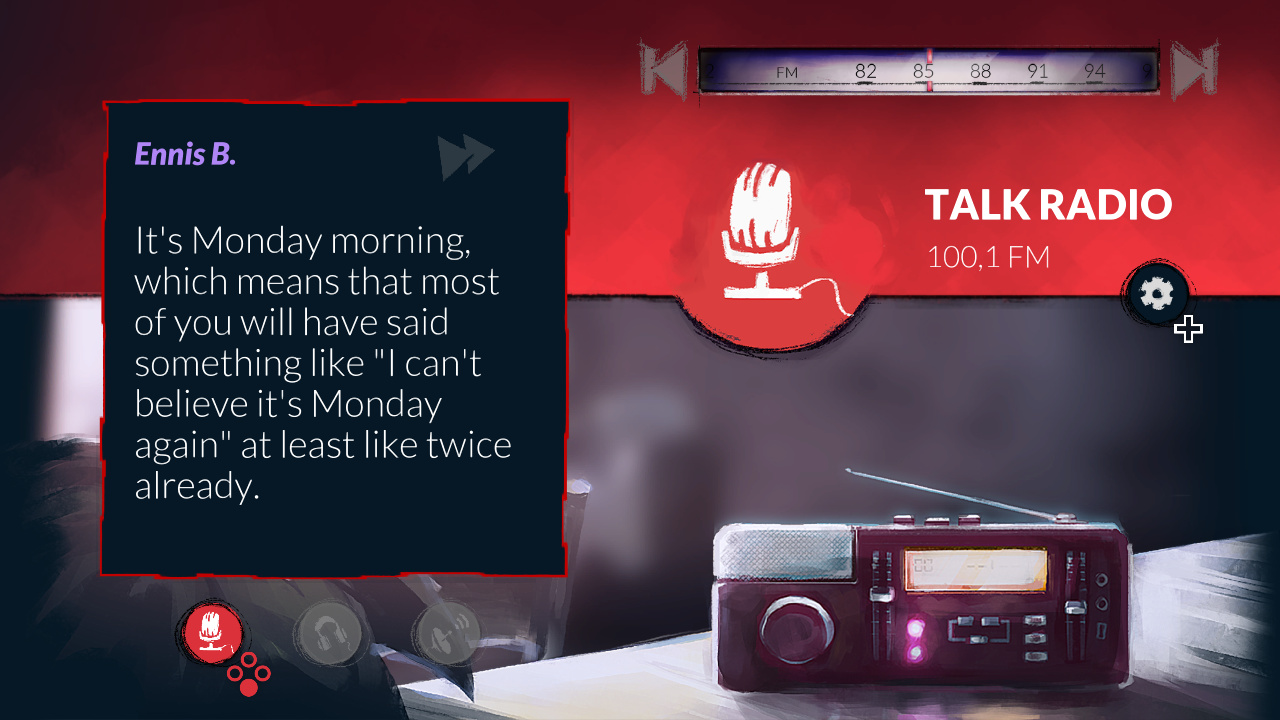 FM 82 85 88 91 94
Ennis B.
TALK RADIO
100,1 FM
It's Monday morning,
which means that most
of you will have said
something like "I can't
believe it's Monday
again" at least like twice
already.